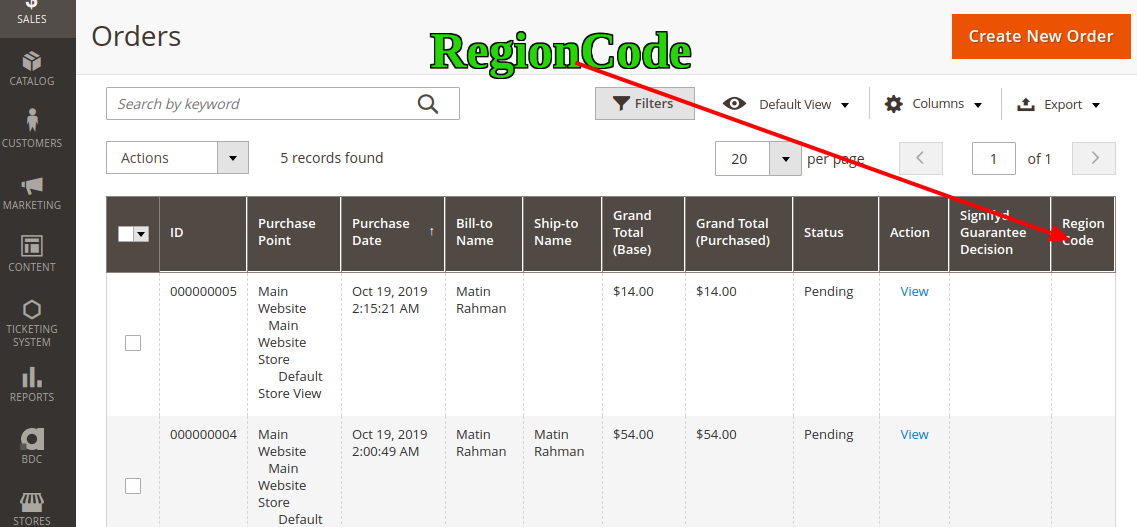 SALES
Orders
RegionCode
Create New Order
CATALOG
Search by keyword
Filters
Default View
Columns
Export
CUSTOMERS
Actions
5 records found
20
per page
1
of 1
MARKETING
ID
Purchase
Point
Purchase
Date
↑
Bill-to
Name
Ship-to
Name
Grand
Total
(Base)
Grand Total
(Purchased)
Status
Action
Signifyd
Guarantee
Decision
Region
Code
CONTENT
000000005
Main
Website
Main
Website
Store
Default
Store View
Oct 19, 2019
2:15:21 AM
Matin
Rahman
$14.00
$14.00
Pending
View
TICKETING
SYSTEM
REPORTS
000000004
Main
Website
Main
Website
Store
Default
Oct 19, 2019
2:00:49 AM
Matin
Rahman
Matin
Rahman
$54.00
$54.00
Pending
View
BDC
STORES